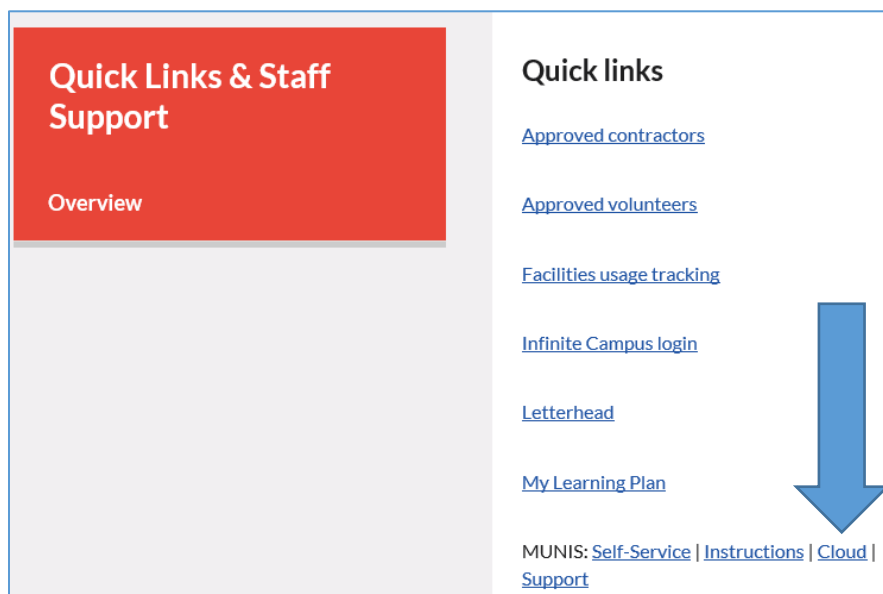 Quick Links & Staff
Support
Overview
Quick links
Approved contractors
Approved volunteers
Facilities usage tracking
Infinite Campus login
Letterhead
My Learning Plan
MUNIS: Self-Service | Instructions | Cloud |
Support